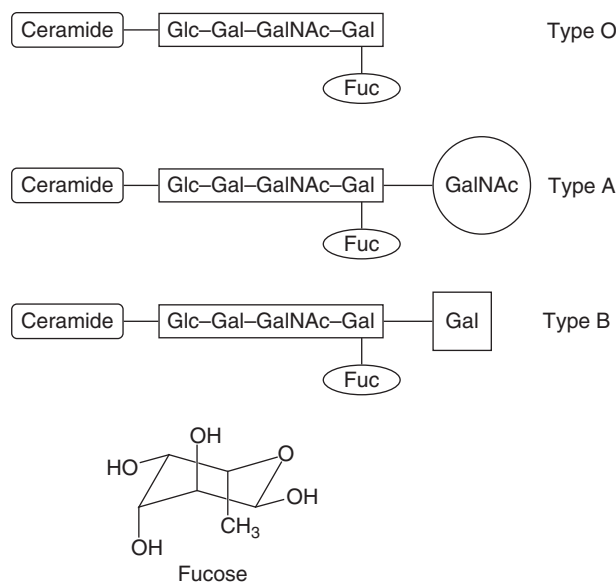 Ceramide Glc–Gal–GalNAc–Gal Type O
Fuc
Ceramide Glc–Gal–GalNAc–Gal GalNAc Type A
Fuc
Ceramide Glc–Gal–GalNAc–Gal Gal Type B
Fuc
OH
O
HO
OH
CH3
OH
Fucose